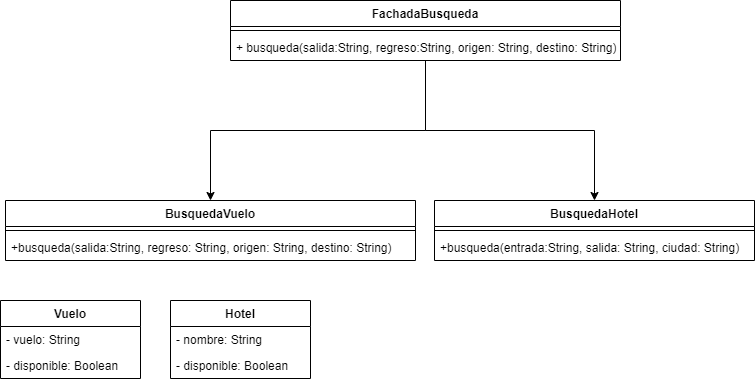 FachadaBusqueda
+ busqueda(salida:String, regreso:String, origen: String, destino: String)
BusquedaVuelo
+busqueda(salida:String, regreso: String, origen: String, destino: String)
BusquedaHotel
+busqueda(entrada:String, salida: String, ciudad: String)
Vuelo
- vuelo: String
- disponible: Boolean
Hotel
- nombre: String
- disponible: Boolean